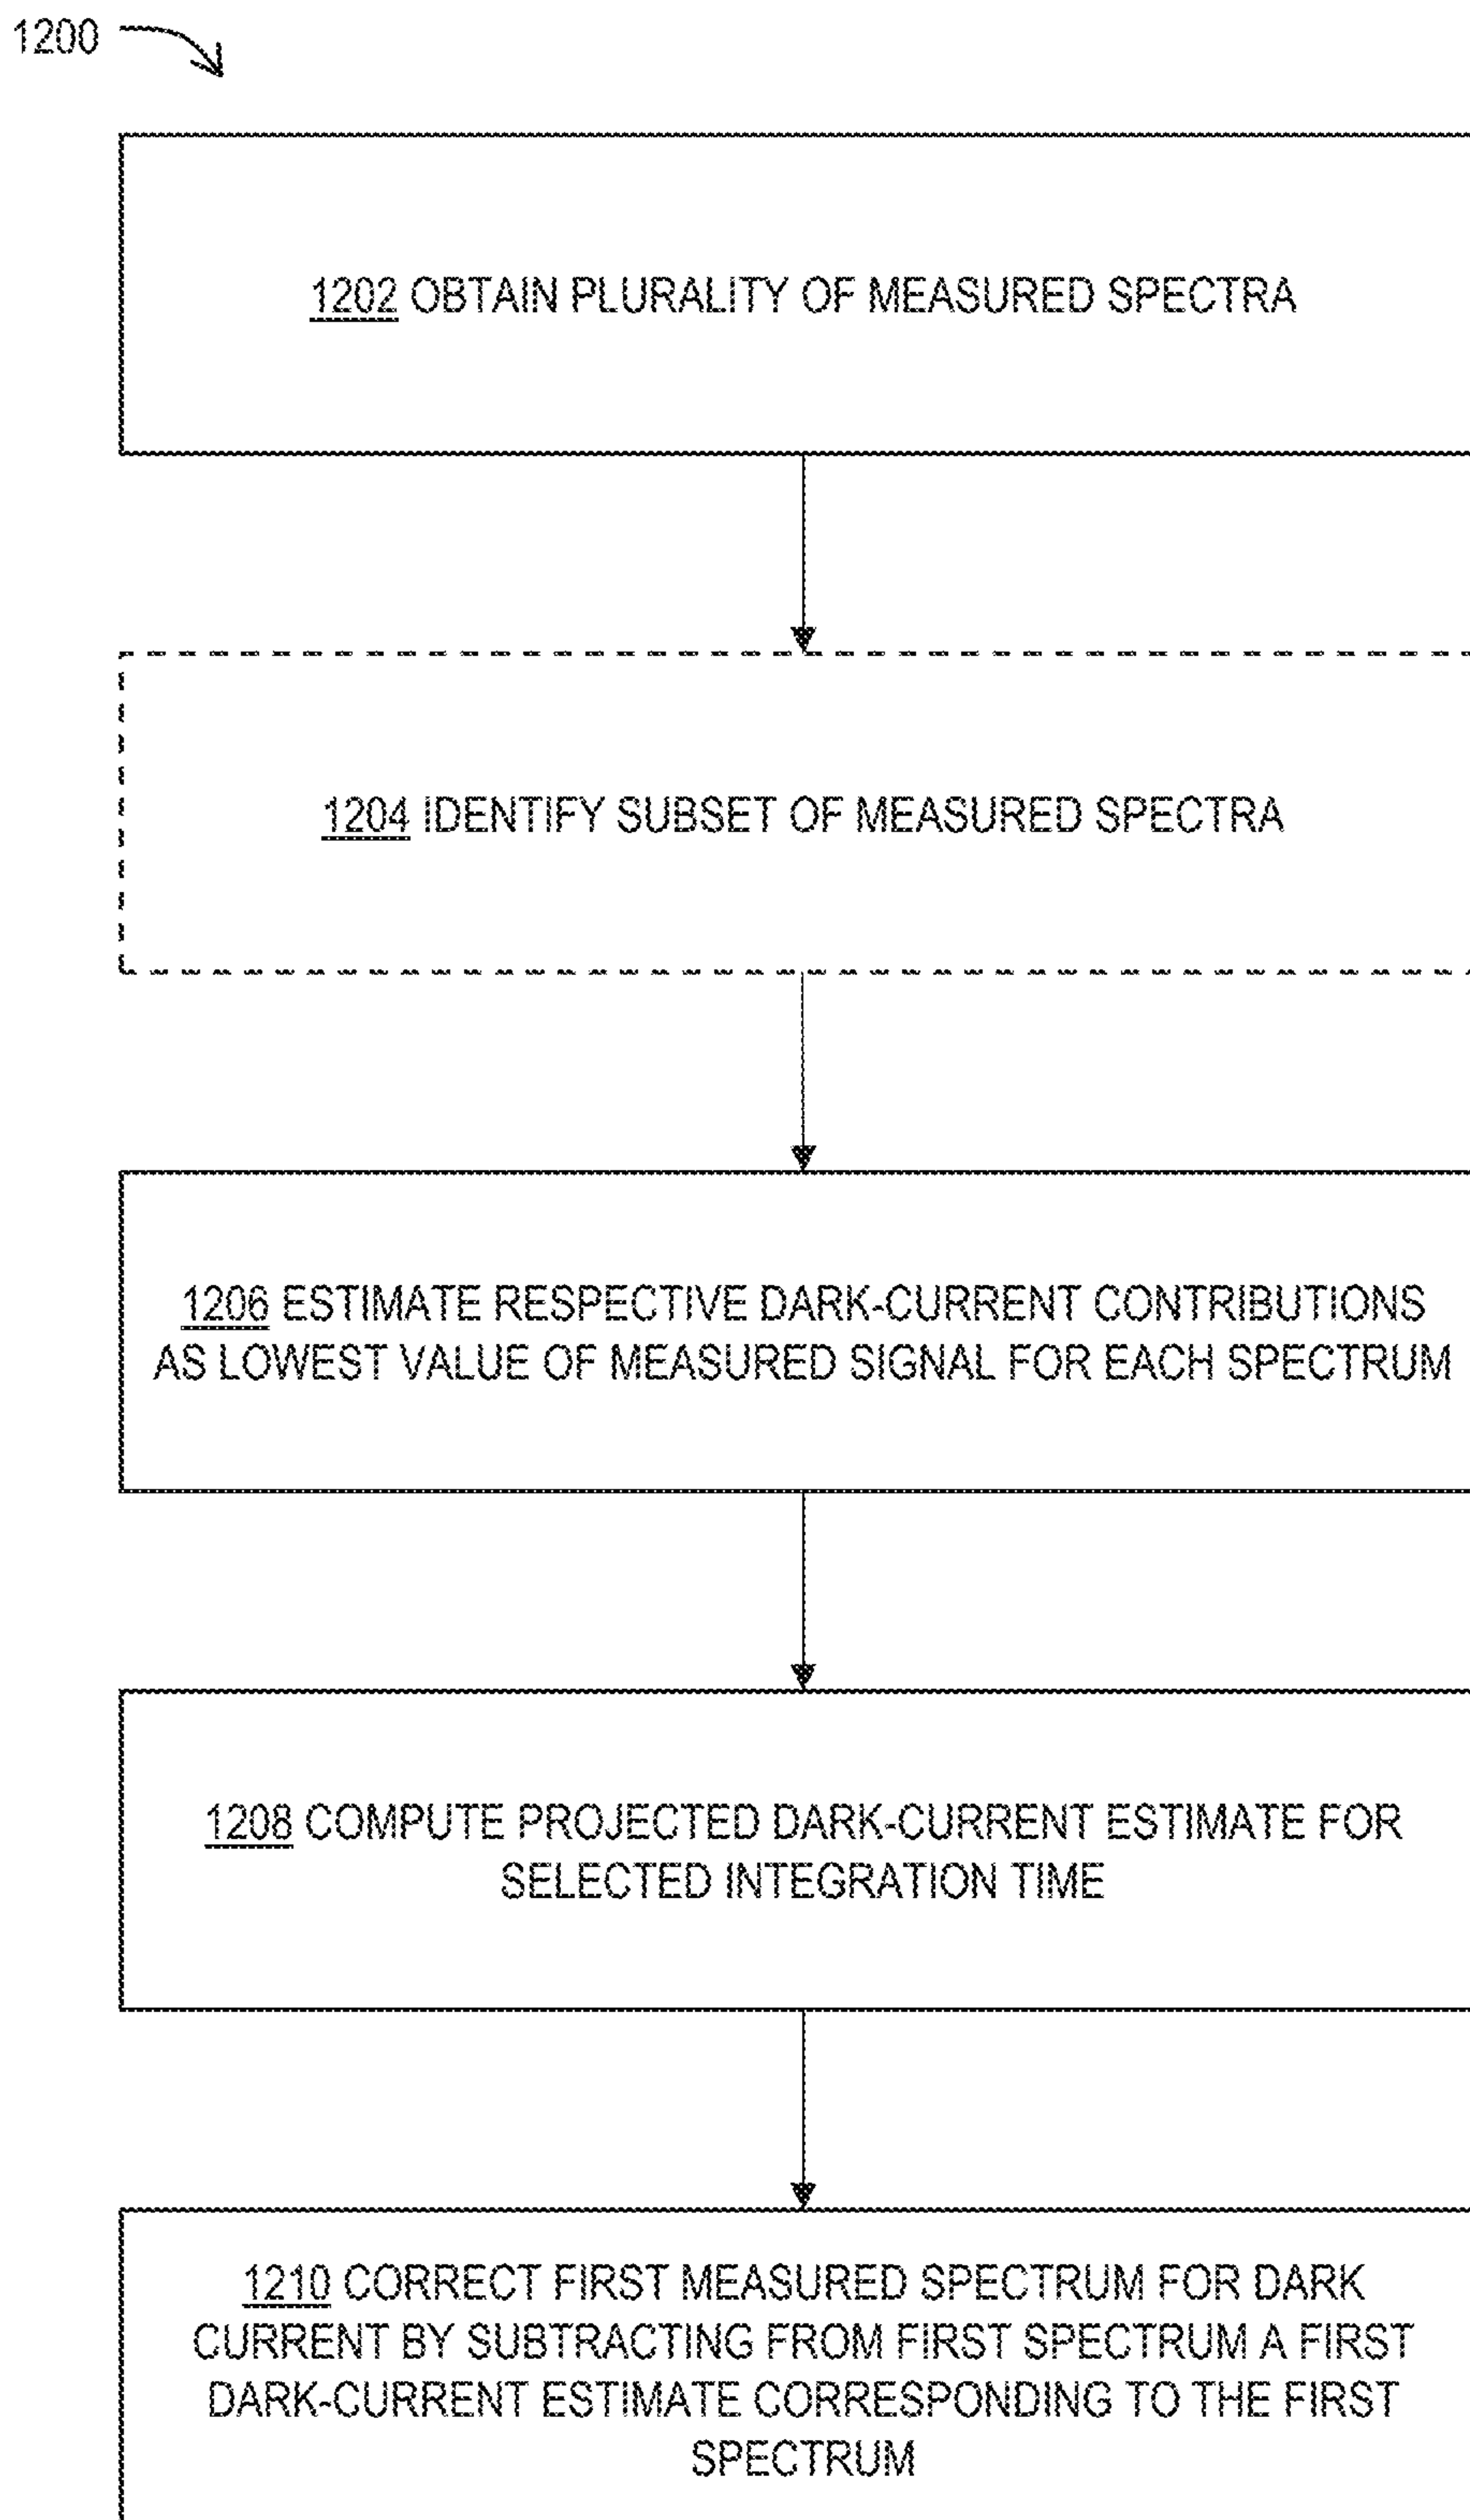 1200
1202 OBTAIN PLURALITY OF MEASURED SPECTRA
1204 IDENTIFY SUBSET OF MEASURED SPECTRA
1206 ESTIMATE RESPECTIVE DARK-CURRENT CONTRIBUTIONS
AS LOWEST VALUE OF MEASURED SIGNAL FOR EACH SPECTRUM
1208 COMPUTE PROJECTED DARK-CURRENT ESTIMATE FOR
SELECTED INTEGRATION TIME
1210 CORRECT FIRST MEASURED SPECTRUM FOR DARK
CURRENT BY SUBTRACTING FROM FIRST SPECTRUM A FIRST
DARK-CURRENT ESTIMATE CORRESPONDING TO THE FIRST
SPECTRUM